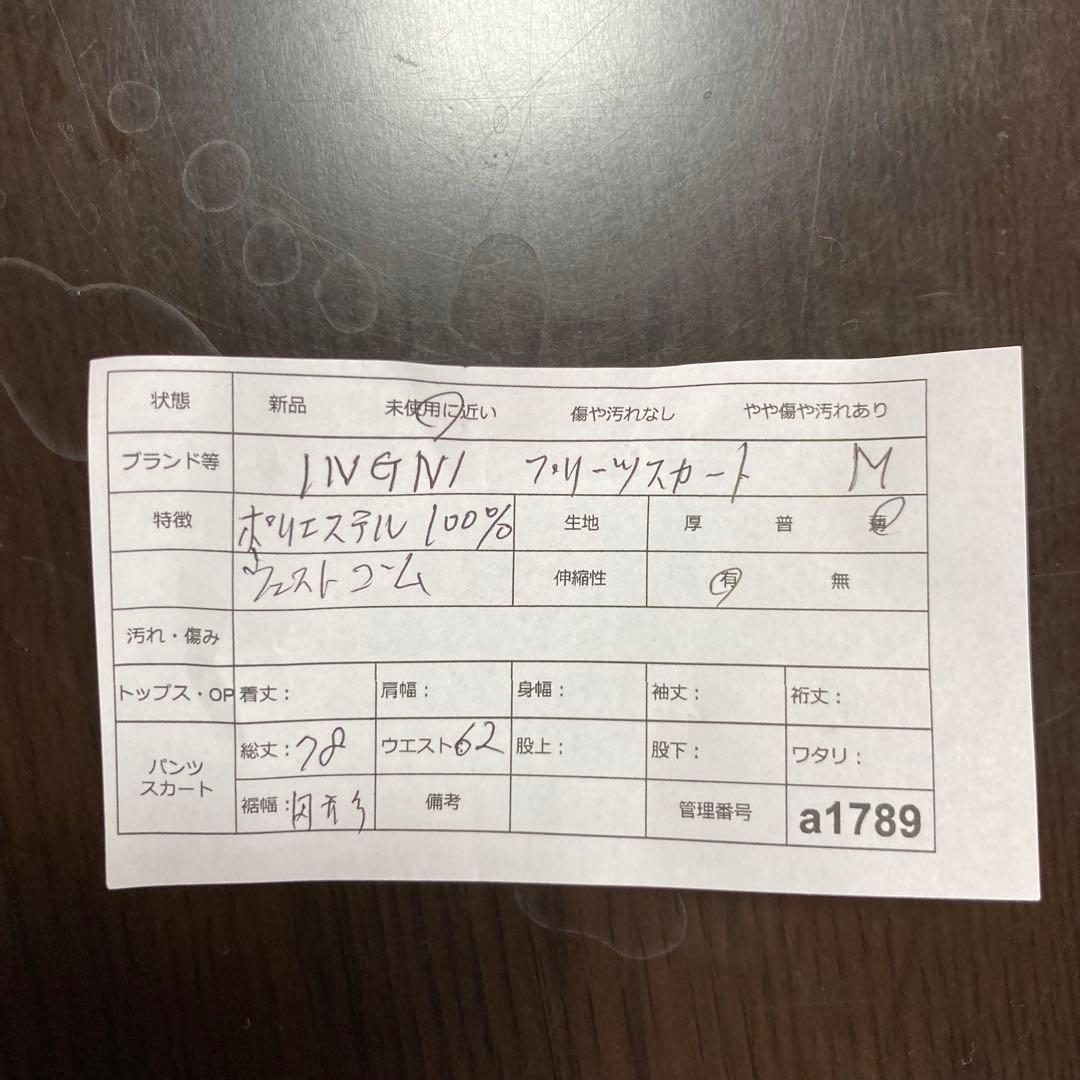 状態 新品 未使用に近い 傷や汚れなし やや傷や汚れあり
ブランド等 INGNI プリーツスカート M
特徴 ポリエステル 100% 生地 厚 普 薄
ウエストゴム 伸縮性 有 無
汚れ・傷み
トップス・OP 着丈: 肩幅: 身幅: 袖丈: 裄丈:
パンツ
スカート
総丈:78 ウエスト:62 股上: 股下: ワタリ:
裾幅: 備考 管理番号 a1789